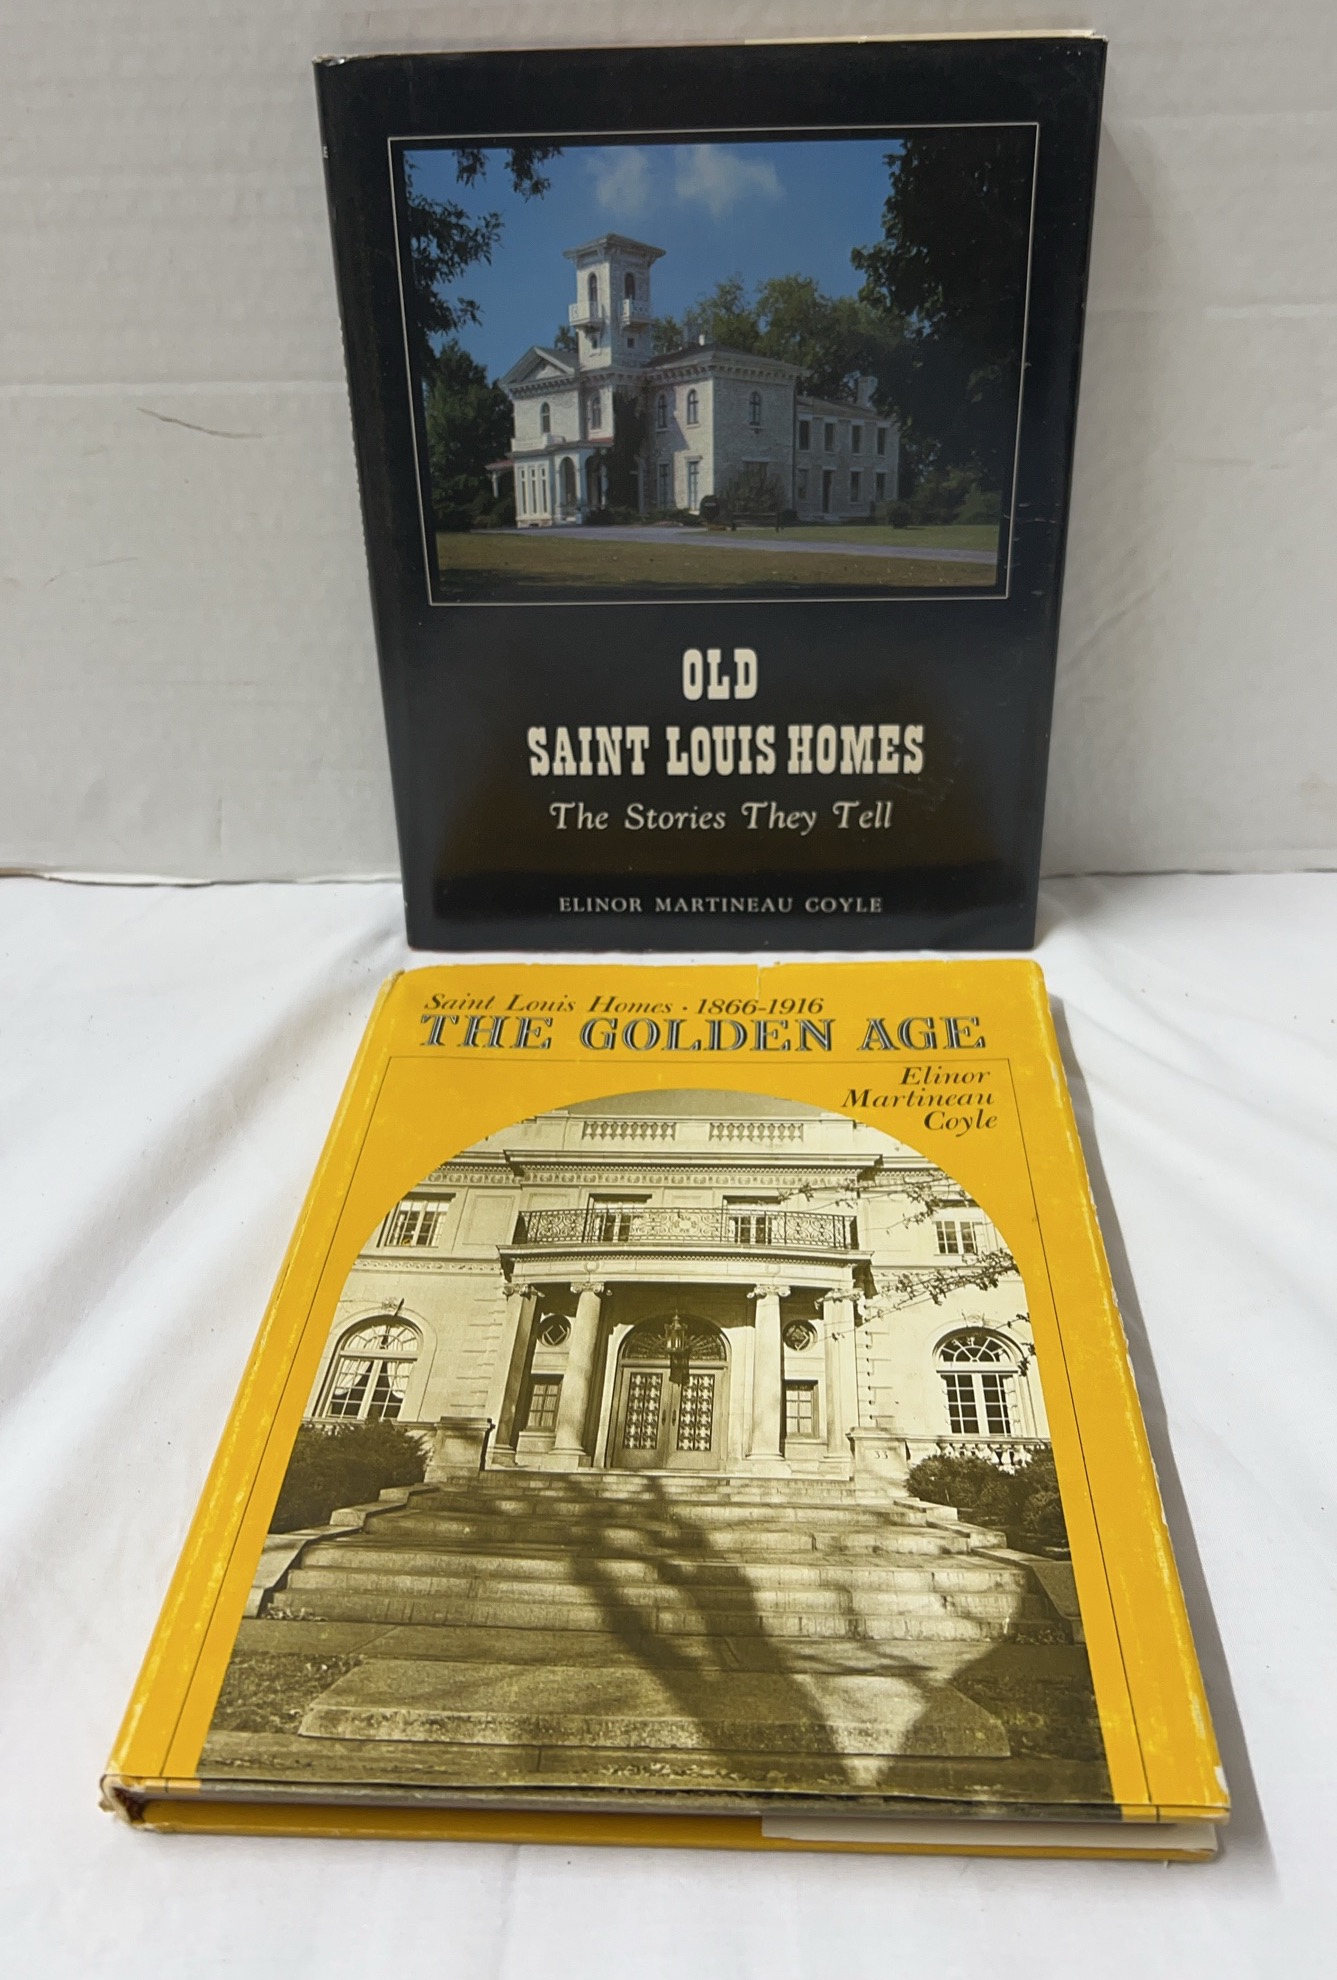 OLD
SAINT LOUIS HOMES
The Stories They Tell
ELINOR MARTINEAU COYLE
Saint Louis Homes · 1866-1916
THE GOLDEN AGE
Elinor
Martineau
Coyle
33